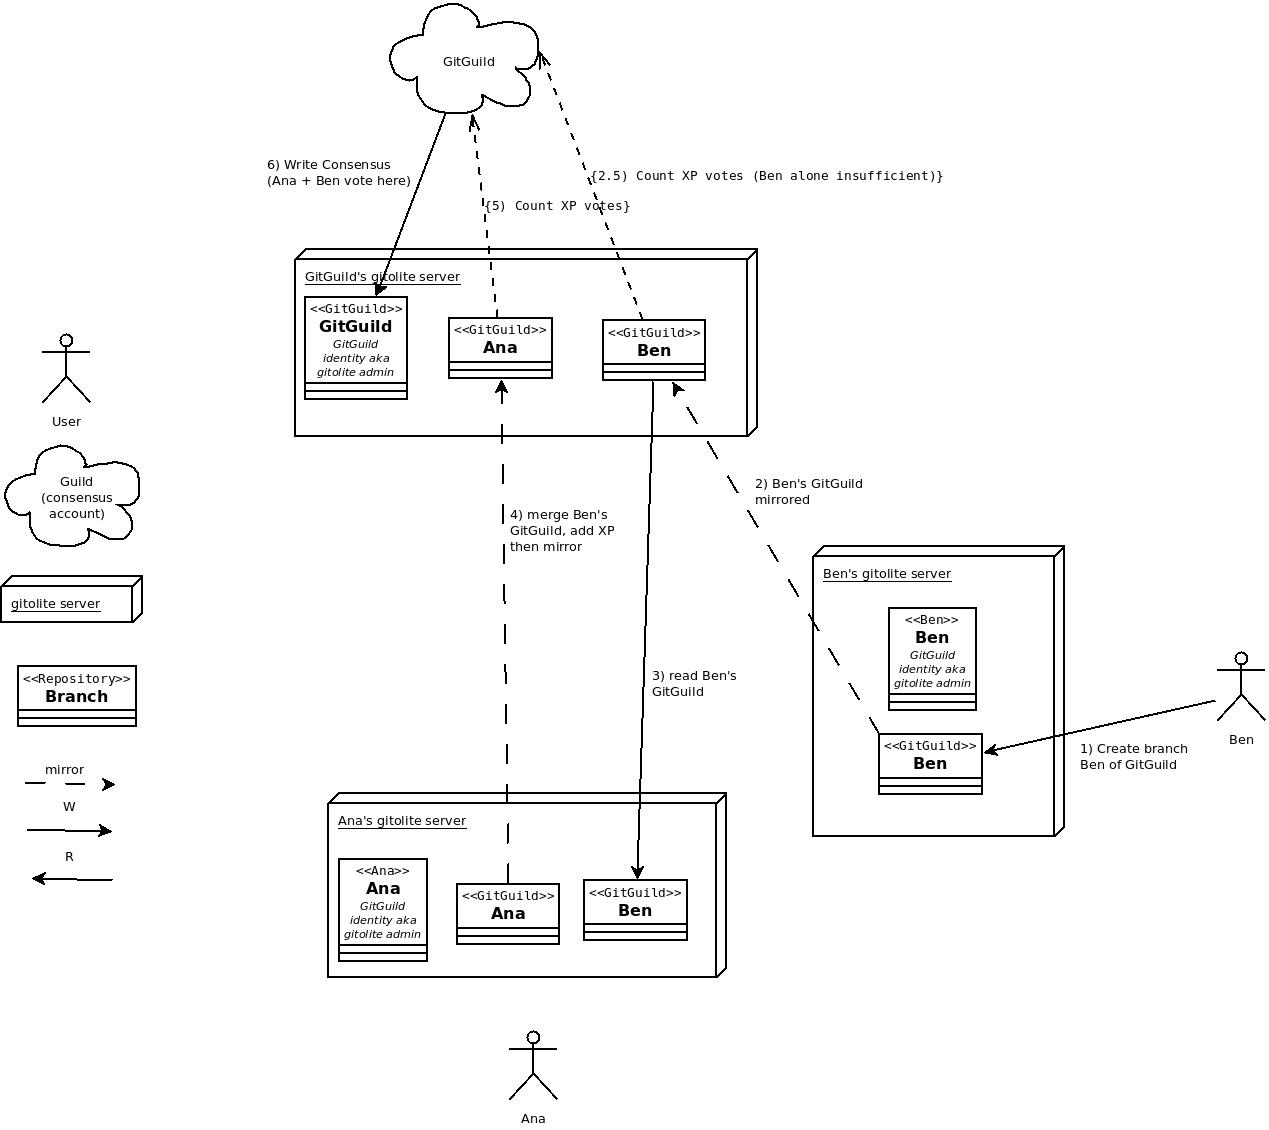 GitGuild
6) Write Consensus
(Ana + Ben vote here)
{2.5) Count XP votes (Ben alone insufficient)}
{5) Count XP votes}
GitGuild's gitolite server
<<GitGuild>>
GitGuild
GitGuild
identity aka
gitolite admin
<<GitGuild>>
Ana
<<GitGuild>>
Ben
User
Guild
(consensus
account)
gitolite server
<<Repository>>
Branch
mirror
W
R
4) merge Ben's
GitGuild, add XP
then mirror
3) read Ben's
GitGuild
2) Ben's GitGuild
mirrored
Ben's gitolite server
<<Ben>>
Ben
GitGuild
identity aka
gitolite admin
<<GitGuild>>
Ben
1) Create branch
Ben of GitGuild
Ben
Ana's gitolite server
<<Ana>>
Ana
GitGuild
identity aka
gitolite admin
<<GitGuild>>
Ana
<<GitGuild>>
Ben
Ana